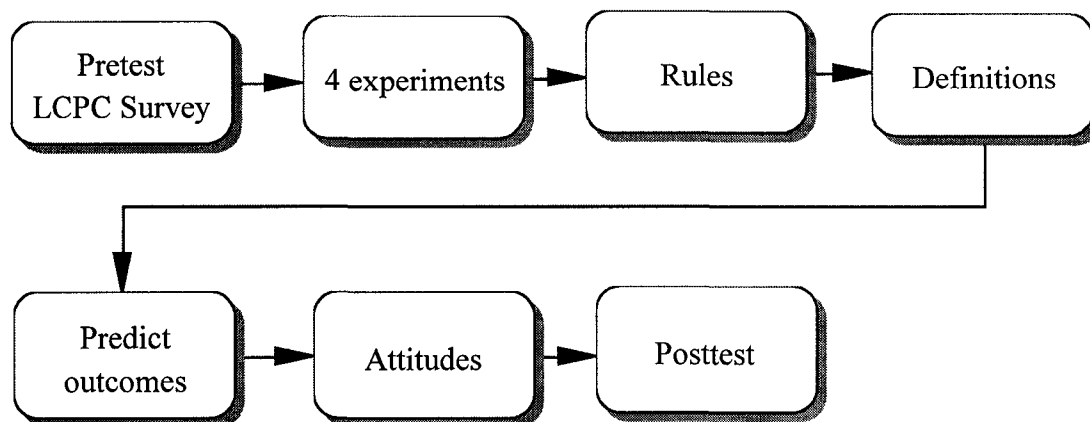 Pretest
LCPC Survey
4 experiments
Rules
Definitions
Predict
outcomes
Attitudes
Posttest